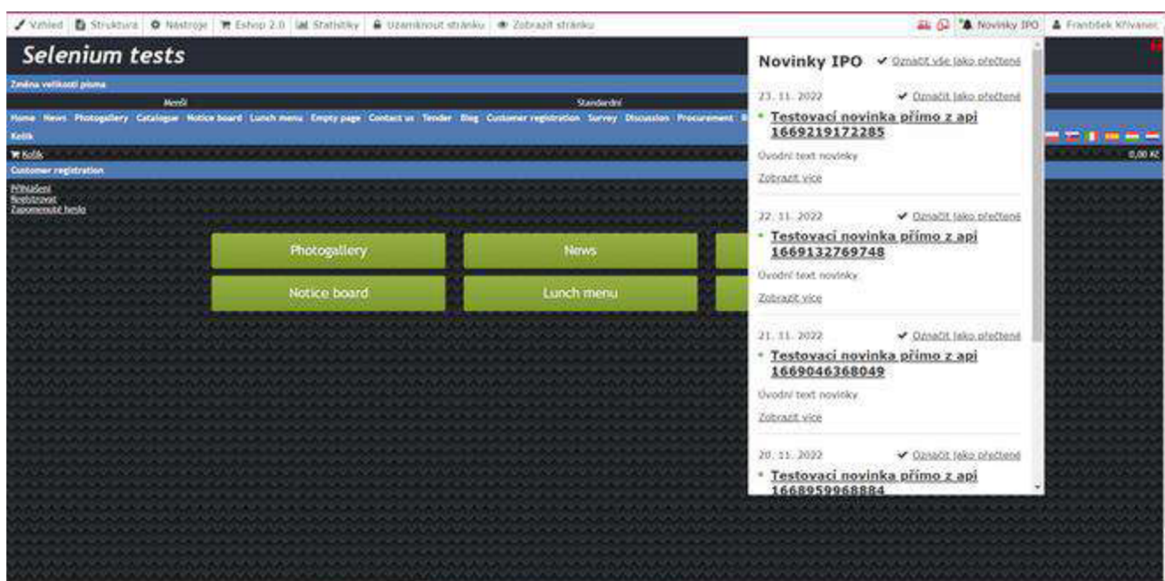 Vzhled Struktura Nástroje Eshop 2.0 Statistiky Uzamknout stránku Zobrazit stránku Novinky IPO František Křivanec
Selenium tests
Změna velikosti písma
Menší Standardní
Home News Photogallery Catalogue Notice board Lunch menu Empty page Contact us Tender Blog Customer registration Survey Discussion Procurement
Košík
Košík 0,00 Kč
Customer registration
Přihlášení
Registrovat
Zapomenuté heslo
Photogallery News
Notice board Lunch menu
Novinky IPO Označit vše jako přečtené
23. 11. 2022 Označit jako přečtené
Testovací novinka přímo z api
1669219172285
Úvodní text novinky
Zobrazit více
22. 11. 2022 Označit jako přečtené
Testovací novinka přímo z api
1669132769748
Úvodní text novinky
Zobrazit více
21. 11. 2022 Označit jako přečtené
Testovací novinka přímo z api
1669046368049
Úvodní text novinky
Zobrazit více
20. 11. 2022 Označit jako přečtené
Testovací novinka přímo z api
1668959968884